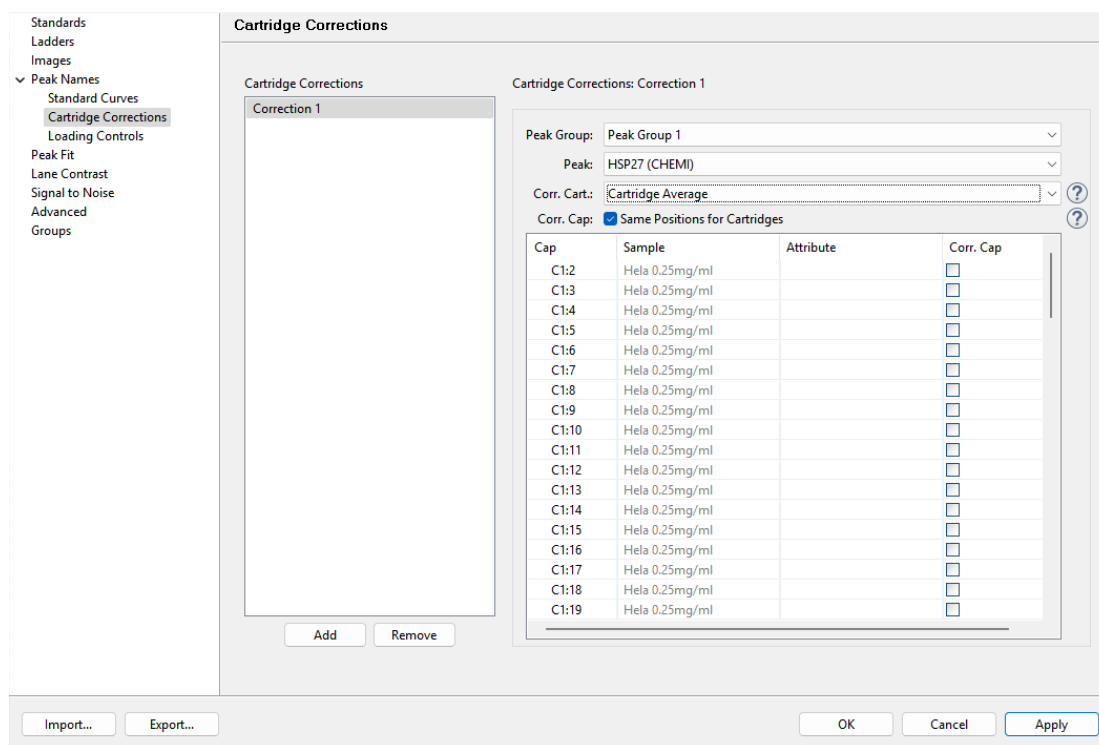 Standards
Ladders
Images
Peak Names
Standard Curves
Cartridge Corrections
Loading Controls
Peak Fit
Lane Contrast
Signal to Noise
Advanced
Groups
Cartridge Corrections
Cartridge Corrections
Correction 1
Add Remove
Cartridge Corrections: Correction 1
Peak Group: Peak Group 1
Peak: HSP27 (CHEMI)
Corr. Cart.: Cartridge Average ?
Corr. Cap: Same Positions for Cartridges ?
Cap Sample Attribute Corr. Cap
C1:2 Hela 0.25mg/ml
C1:3 Hela 0.25mg/ml
C1:4 Hela 0.25mg/ml
C1:5 Hela 0.25mg/ml
C1:6 Hela 0.25mg/ml
C1:7 Hela 0.25mg/ml
C1:8 Hela 0.25mg/ml
C1:9 Hela 0.25mg/ml
C1:10 Hela 0.25mg/ml
C1:11 Hela 0.25mg/ml
C1:12 Hela 0.25mg/ml
C1:13 Hela 0.25mg/ml
C1:14 Hela 0.25mg/ml
C1:15 Hela 0.25mg/ml
C1:16 Hela 0.25mg/ml
C1:17 Hela 0.25mg/ml
C1:18 Hela 0.25mg/ml
C1:19 Hela 0.25mg/ml
Import... Export... OK Cancel Apply